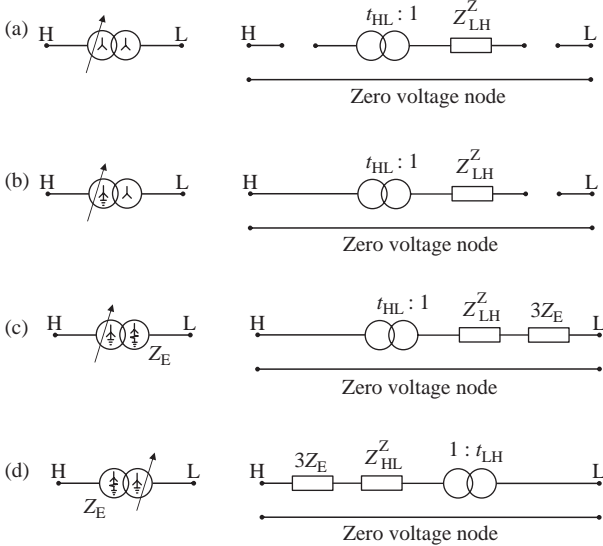 (a) H L H t_HL : 1 Z^Z_LH L
Zero voltage node
(b) H L H t_HL : 1 Z^Z_LH L
Zero voltage node
(c) H L Z_E H t_HL : 1 Z^Z_LH 3Z_E L
Zero voltage node
(d) H L Z_E H 3Z_E Z^Z_HL 1 : t_LH L
Zero voltage node